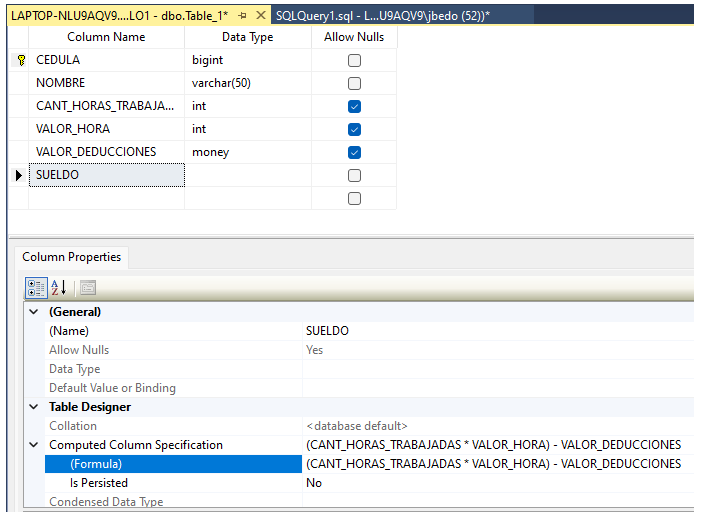 LAPTOP-NLU9AQV9....LO1 - dbo.Table_1* SQLQuery1.sql - L...U9AQV9\jbedo (52))*
Column Name Data Type Allow Nulls
CEDULA bigint
NOMBRE varchar(50)
CANT_HORAS_TRABAJA... int
VALOR_HORA int
VALOR_DEDUCCIONES money
SUELDO
Column Properties
(General)
(Name) SUELDO
Allow Nulls Yes
Data Type
Default Value or Binding
Table Designer
Collation <database default>
Computed Column Specification (CANT_HORAS_TRABAJADAS * VALOR_HORA) - VALOR_DEDUCCIONES
(Formula) (CANT_HORAS_TRABAJADAS * VALOR_HORA) - VALOR_DEDUCCIONES
Is Persisted No
Condensed Data Type